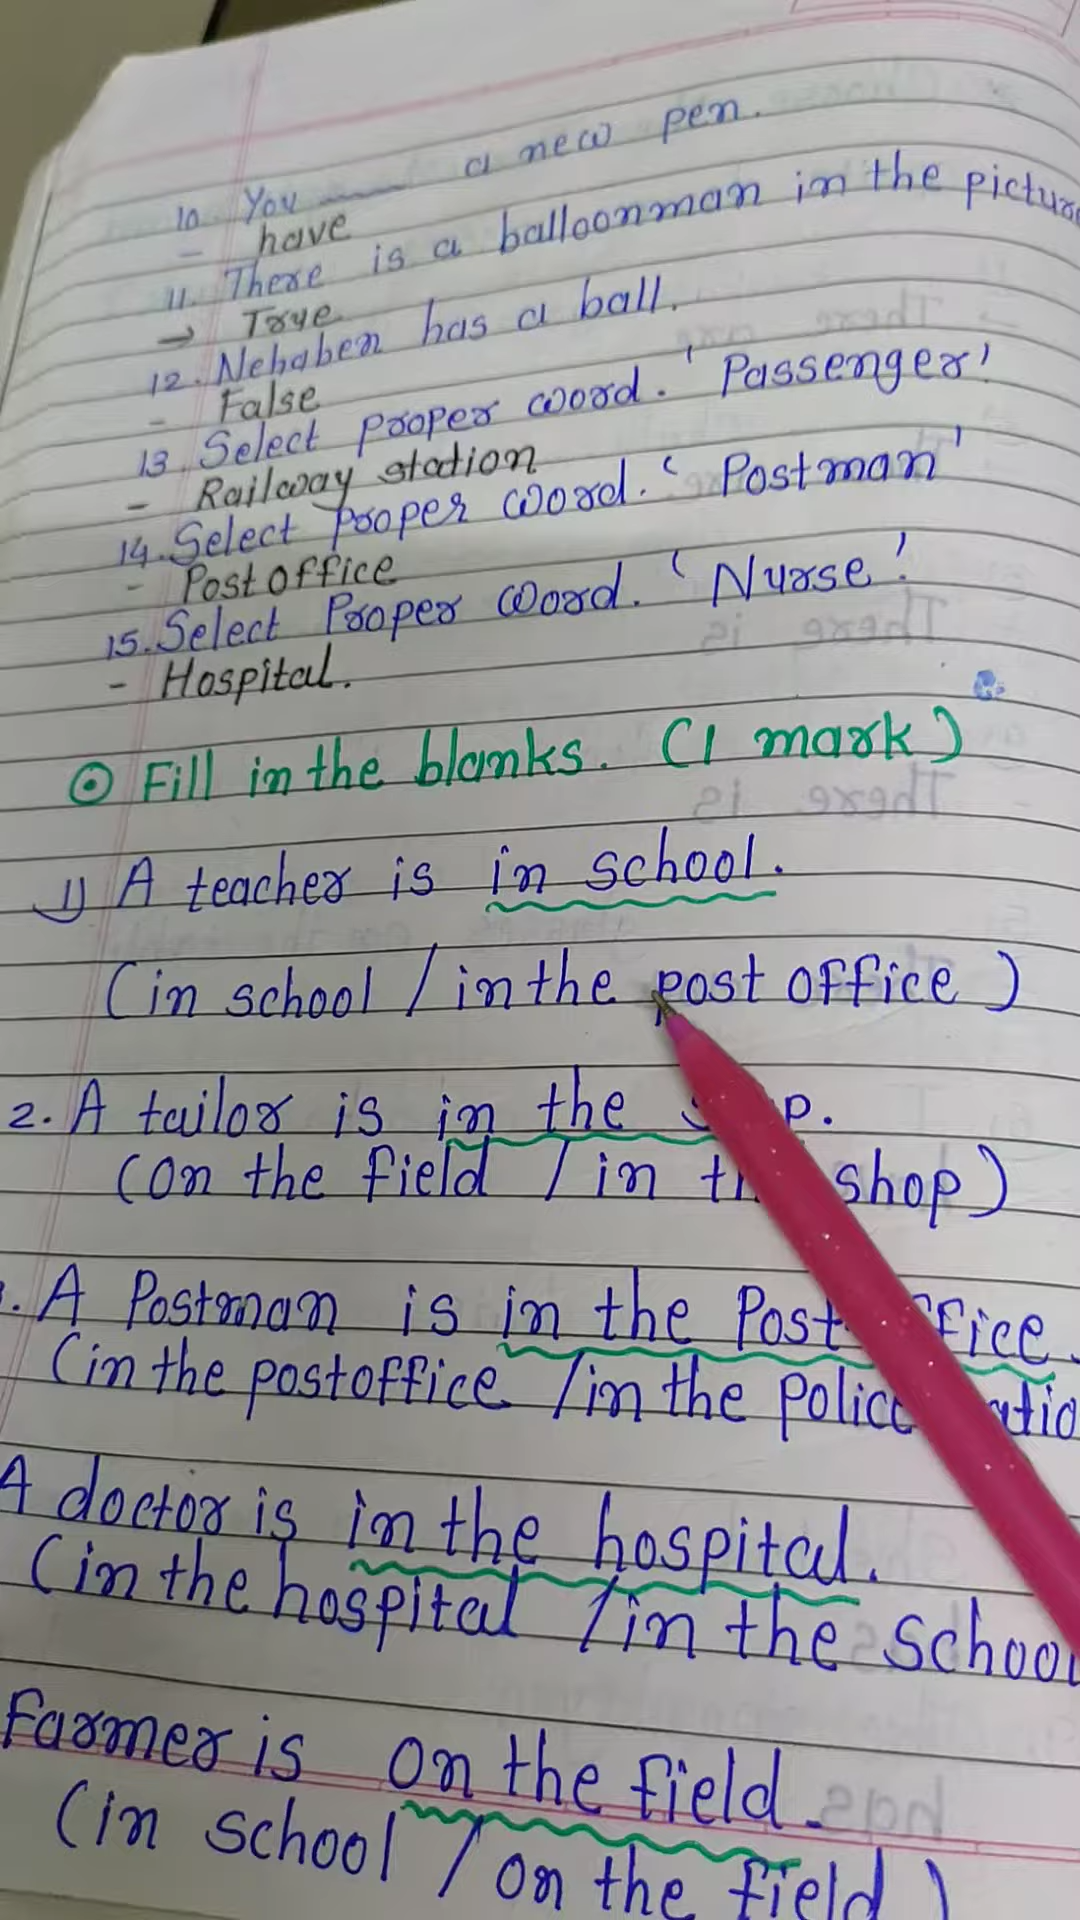 10. You ___ a new pen.
- have
11. There is a balloonman in the picture
→ True
12. Nehaben has a ball.
- False
13. Select proper word. 'Passenger'
- Railway station
14. Select proper word. 'Postman'
- Post office
15. Select Proper word. 'Nurse'
- Hospital.
⊙ Fill in the blanks. (1 mark)
1) A teacher is in school.
(in school / in the post office)
2. A tailor is in the
(on the field / in shop)
. A Postman is in the Post
(in the postoffice / in the
A doctor is in the hospital.
(in the hospital / in the school
Farmer is on the field.
(in school / on the field)